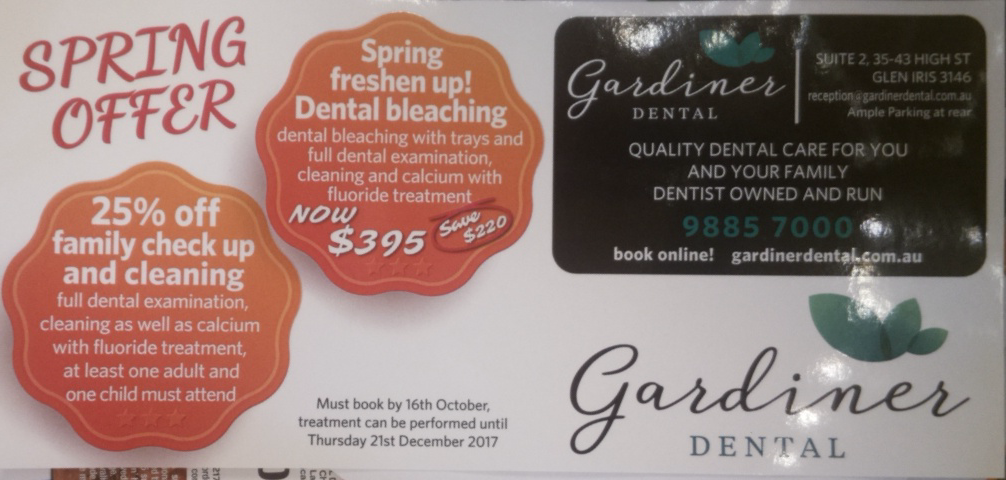 SPRING
OFFER
Spring
freshen up!
Dental bleaching
dental bleaching with trays and
full dental examination,
cleaning and calcium with
fluoride treatment
NOW
$395
Save
$220
25% off
family check up
and cleaning
full dental examination,
cleaning as well as calcium
with fluoride treatment,
at least one adult and
one child must attend
Must book by 16th October,
treatment can be performed until
Thursday 21st December 2017
Gardiner
DENTAL
SUITE 2, 35-43 HIGH ST
GLEN IRIS 3146
reception@gardinerdental.com.au
Ample Parking at rear
QUALITY DENTAL CARE FOR YOU
AND YOUR FAMILY
DENTIST OWNED AND RUN
9885 7000
book online! gardinerdental.com.au
Gardiner
DENTAL